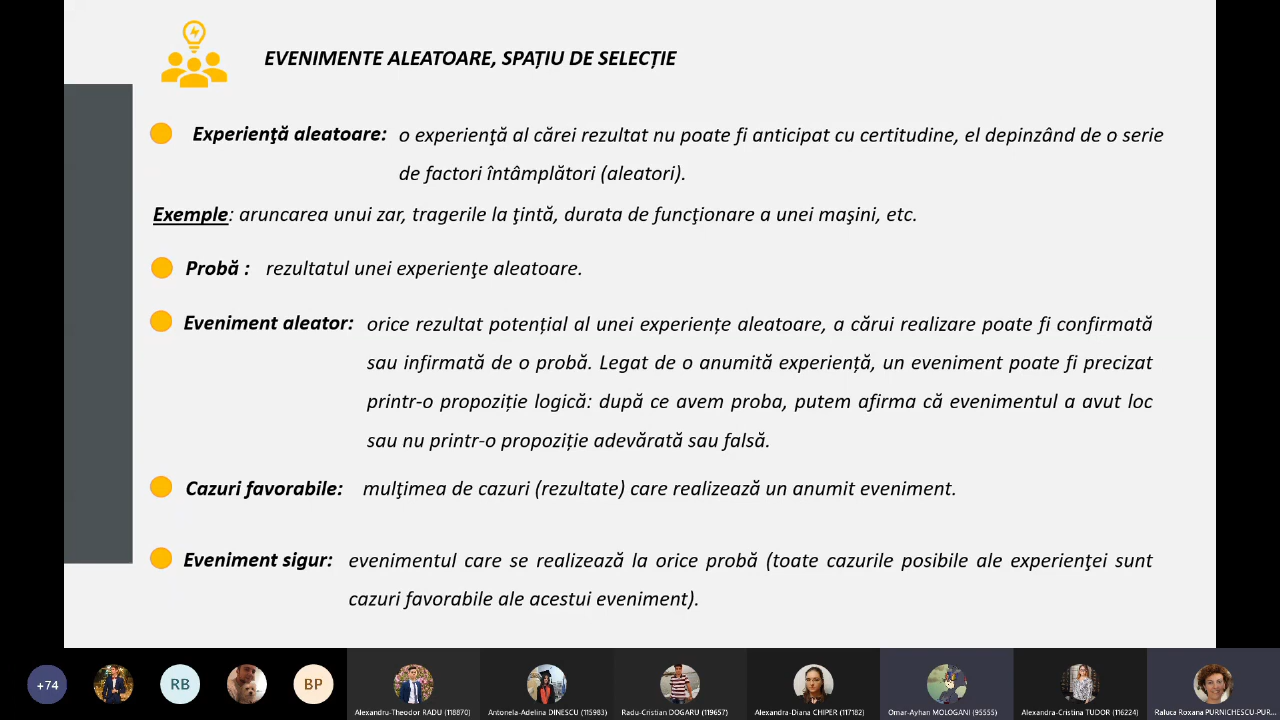 EVENIMENTE ALEATOARE, SPAȚIU DE SELECȚIE
Experienţă aleatoare: o experienţă al cărei rezultat nu poate fi anticipat cu certitudine, el depinzând de o serie
de factori întâmplători (aleatori).
Exemple: aruncarea unui zar, tragerile la ţintă, durata de funcţionare a unei maşini, etc.
Probă : rezultatul unei experienţe aleatoare.
Eveniment aleator: orice rezultat potențial al unei experiențe aleatoare, a cărui realizare poate fi confirmată
sau infirmată de o probă. Legat de o anumită experiență, un eveniment poate fi precizat
printr-o propoziție logică: după ce avem proba, putem afirma că evenimentul a avut loc
sau nu printr-o propoziție adevărată sau falsă.
Cazuri favorabile: mulţimea de cazuri (rezultate) care realizează un anumit eveniment.
Eveniment sigur: evenimentul care se realizează la orice probă (toate cazurile posibile ale experienţei sunt
cazuri favorabile ale acestui eveniment).
+74
RB
BP
Alexandru-Theodor RADU (118870)
Antonela-Adelina DINESCU (115983)
Radu-Cristian DOGARU (119657)
Alexandra-Diana CHIPER (117182)
Omar-Ayhan MOLOGANI (95555)
Alexandra-Cristina TUDOR (116224)
Raluca Roxana PURNICHESCU-PUR...